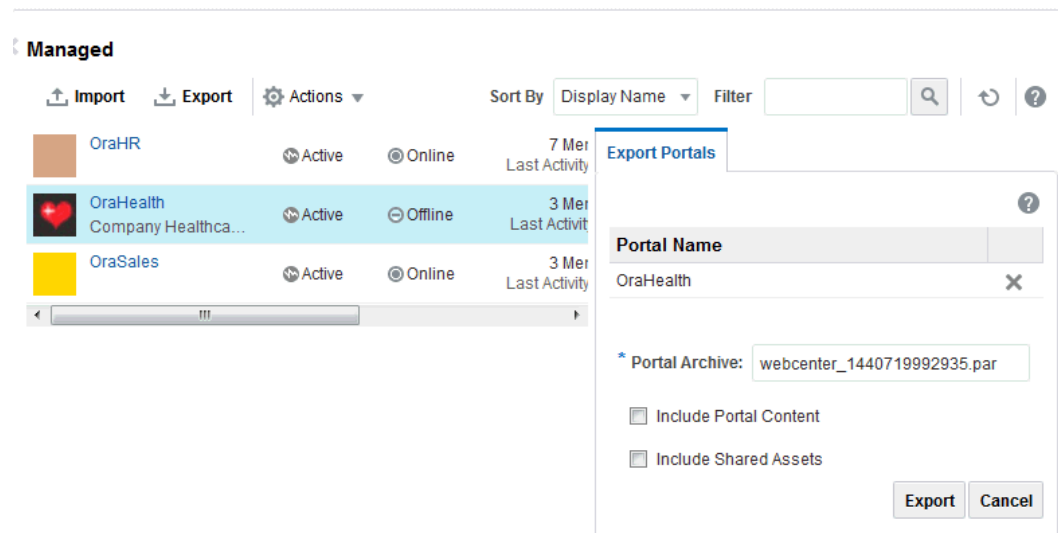 Managed
Import Export Actions Sort By Display Name Filter
OraHR Active Online 7 Mer
Last Activity
OraHealth Active Offline 3 Mer
Company Healthca... Last Activit
OraSales Active Online 3 Mer
Last Activity
Export Portals
Portal Name
OraHealth
* Portal Archive: webcenter_1440719992935.par
Include Portal Content
Include Shared Assets
Export Cancel